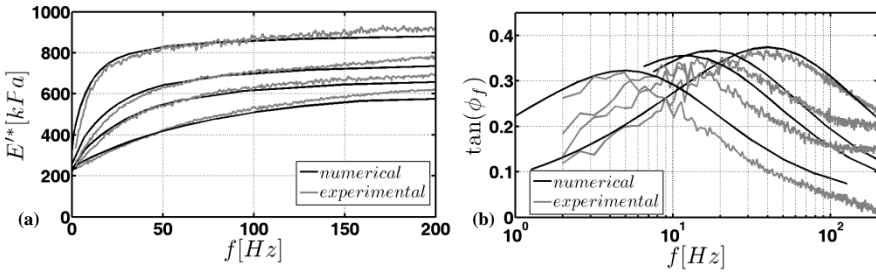 1000
800
600
400
200
0
E'*[kPa]
0 50 100 150 200
f[Hz]
numerical
experimental
(a)
0.4
0.3
0.2
0.1
0
tan(ϕf)
10^0 10^1 10^2
f[Hz]
numerical
experimental
(b)